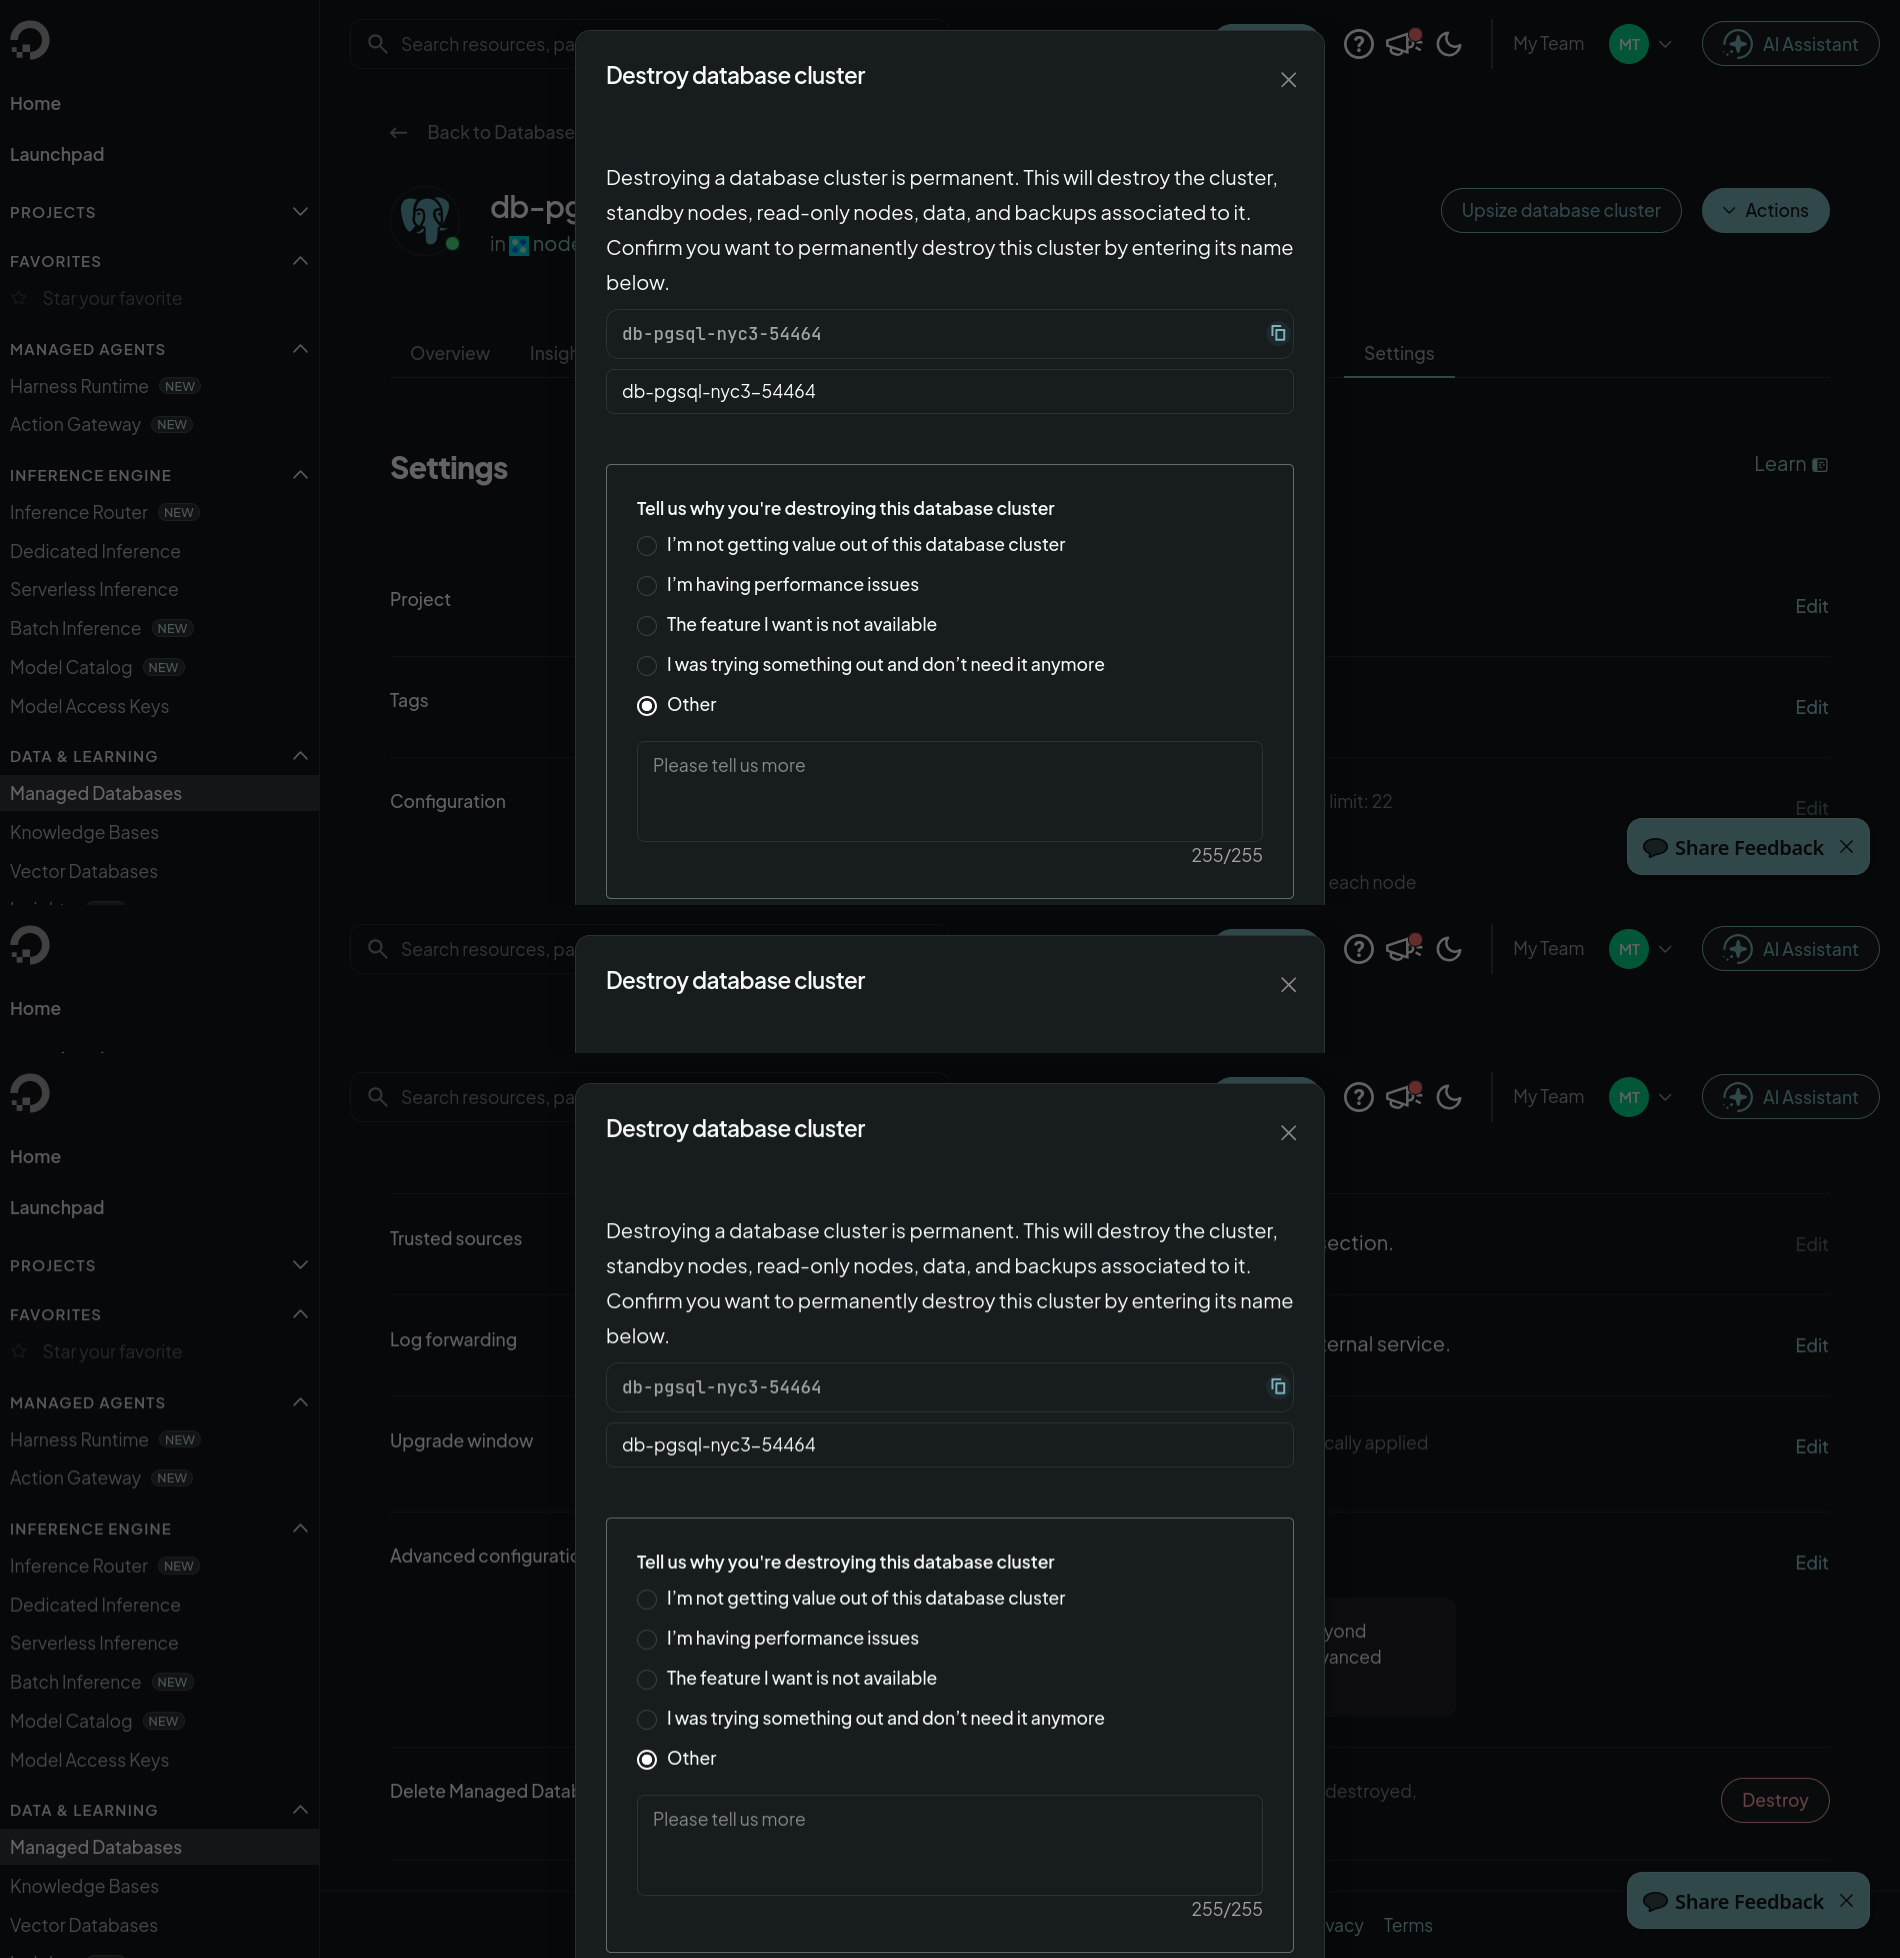 Search resources, pa
My Team
MT
AI Assistant
Destroy database cluster
Home
Launchpad
Back to Database
PROJECTS
db-pg
in node
Upsize database cluster
Actions
FAVORITES
Star your favorite
MANAGED AGENTS
Harness Runtime NEW
Action Gateway NEW
Overview
Insigh
Settings
INFERENCE ENGINE
Inference Router NEW
Dedicated Inference
Serverless Inference
Batch Inference NEW
Model Catalog NEW
Model Access Keys
DATA & LEARNING
Managed Databases
Knowledge Bases
Vector Databases
Destroying a database cluster is permanent. This will destroy the cluster,
standby nodes, read-only nodes, data, and backups associated to it.
Confirm you want to permanently destroy this cluster by entering its name
below.
db-pgsql-nyc3-54464
db-pgsql-nyc3-54464
Tell us why you're destroying this database cluster
I’m not getting value out of this database cluster
I’m having performance issues
The feature I want is not available
I was trying something out and don’t need it anymore
Other
Please tell us more
255/255
Settings
Learn
Project
Edit
Tags
Edit
Configuration
limit: 22
Edit
each node
Share Feedback
Search resources, pa
My Team
MT
AI Assistant
Destroy database cluster
Home
Search resources, pa
My Team
MT
AI Assistant
Destroy database cluster
Home
Launchpad
PROJECTS
FAVORITES
Star your favorite
MANAGED AGENTS
Harness Runtime NEW
Action Gateway NEW
INFERENCE ENGINE
Inference Router NEW
Dedicated Inference
Serverless Inference
Batch Inference NEW
Model Catalog NEW
Model Access Keys
DATA & LEARNING
Managed Databases
Knowledge Bases
Vector Databases
Destroying a database cluster is permanent. This will destroy the cluster,
standby nodes, read-only nodes, data, and backups associated to it.
Confirm you want to permanently destroy this cluster by entering its name
below.
db-pgsql-nyc3-54464
db-pgsql-nyc3-54464
Tell us why you're destroying this database cluster
I’m not getting value out of this database cluster
I’m having performance issues
The feature I want is not available
I was trying something out and don’t need it anymore
Other
Please tell us more
255/255
Trusted sources
ection.
Edit
Log forwarding
ernal service.
Edit
Upgrade window
cally applied
Edit
Advanced configuratio
Edit
yond
vanced
Delete Managed Datab
destroyed,
Destroy
Share Feedback
vacy
Terms